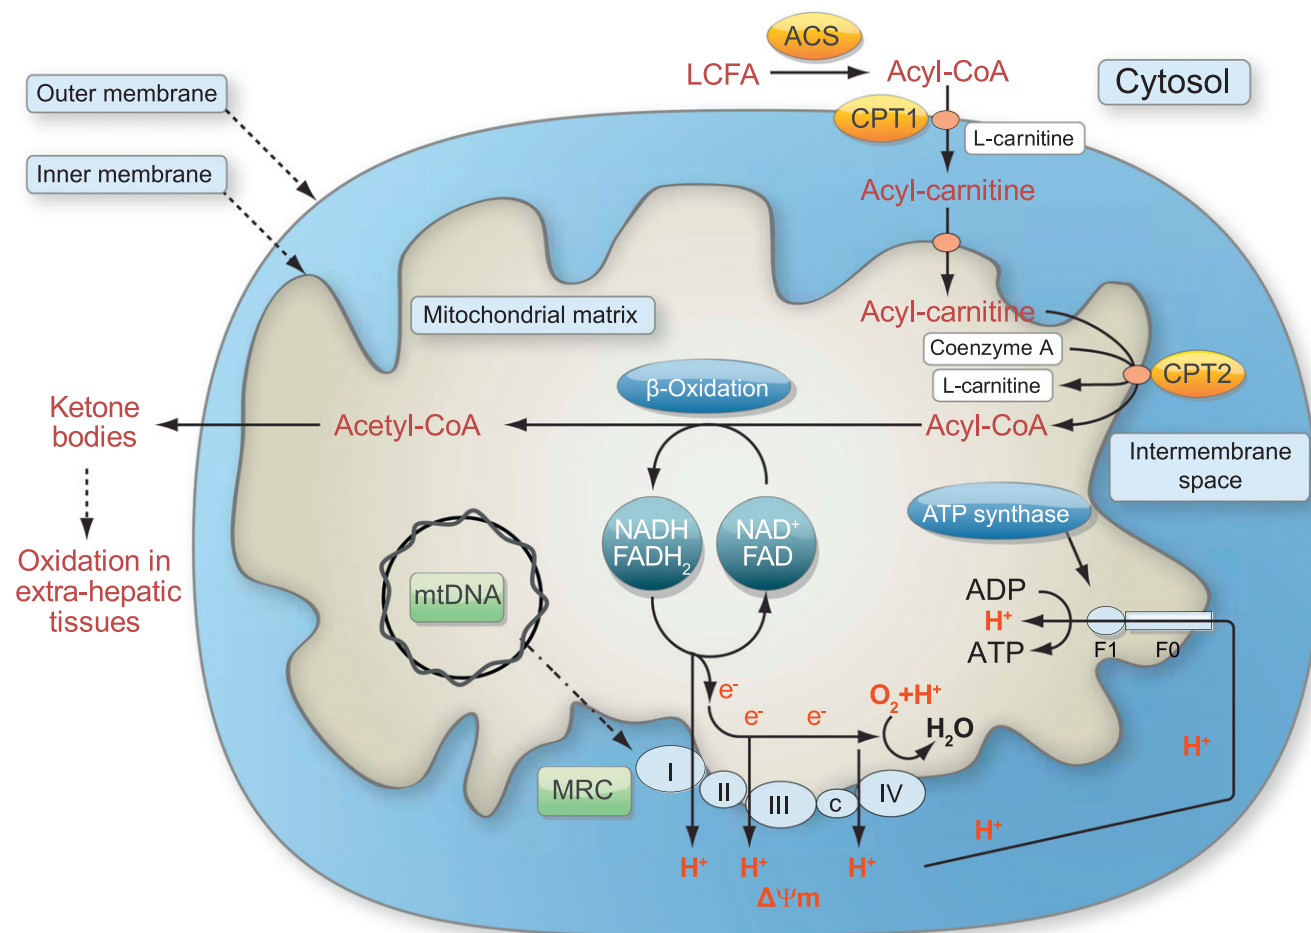 ACS
LCFA
Acyl-CoA
Cytosol
Outer membrane
CPT1
L-carnitine
Inner membrane
Acyl-carnitine
Mitochondrial matrix
Acyl-carnitine
Coenzyme A
L-carnitine
CPT2
β-Oxidation
Ketone
bodies
Acetyl-CoA
Acyl-CoA
Intermembrane
space
ATP synthase
NADH
FADH₂
NAD⁺
FAD
Oxidation in
extra-hepatic
tissues
mtDNA
ADP
H⁺
ATP
F1
F0
e⁻
e⁻
e⁻
O₂+H⁺
H₂O
H⁺
MRC
I
II
III
c
IV
H⁺
H⁺
H⁺
H⁺
ΔΨm